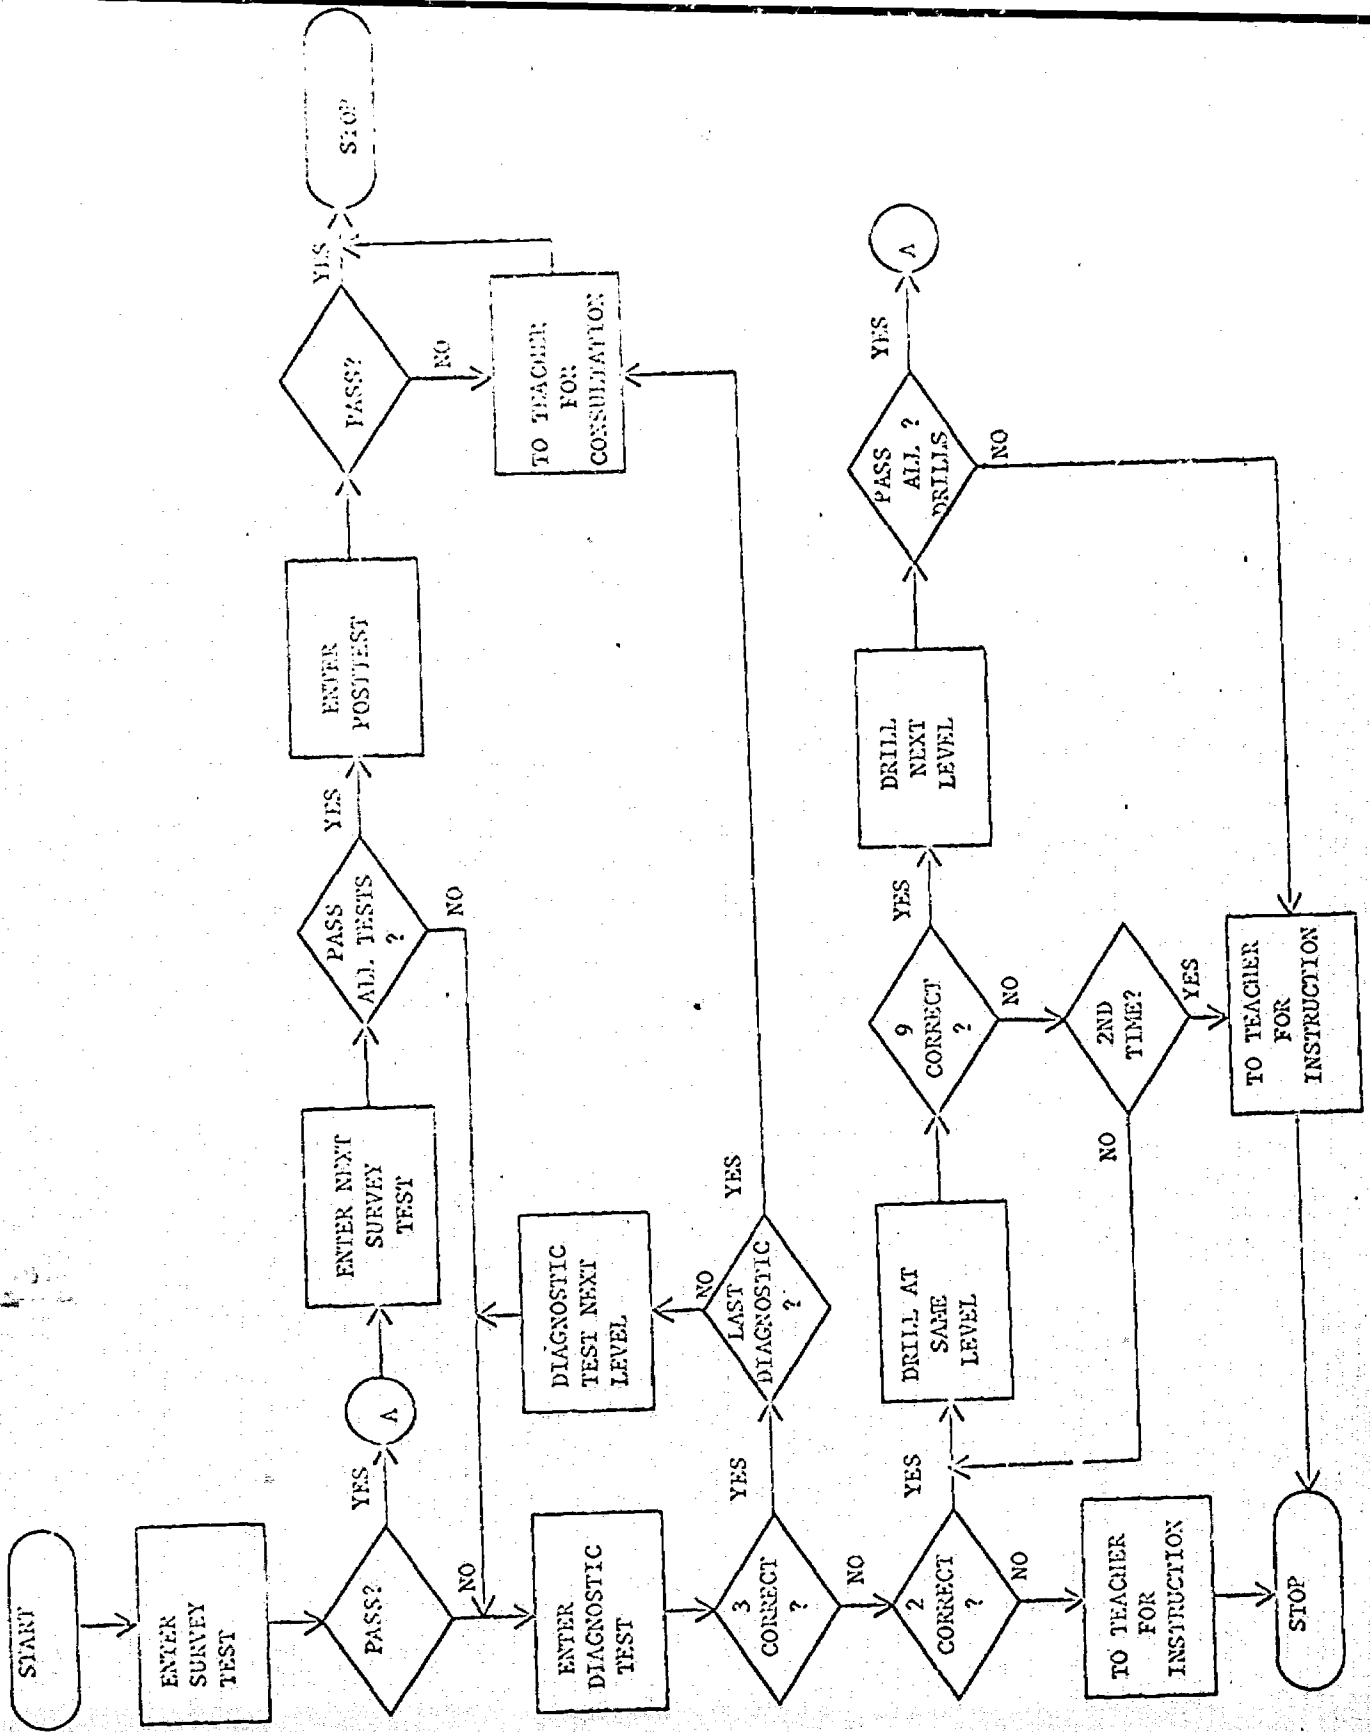 START
ENTER
SURVEY
TEST
PASS?
YES
NO
A
ENTER NEXT
SURVEY
TEST
PASS
ALL TESTS
?
YES
NO
ENTER
POSTTEST
PASS?
YES
NO
STOP
TO TEACHER
FOR
CONSULTATION
ENTER
DIAGNOSTIC
TEST
DIAGNOSTIC
TEST NEXT
LEVEL
3
CORRECT
?
YES
NO
LAST
DIAGNOSTIC
?
NO
YES
2
CORRECT
?
YES
NO
DRILL AT
SAME
LEVEL
9
CORRECT
?
YES
NO
DRILL
NEXT
LEVEL
PASS
ALL ?
DRILLS
YES
NO
A
2ND
TIME?
NO
YES
TO TEACHER
FOR
INSTRUCTION
TO TEACHER
FOR
INSTRUCTION
STOP